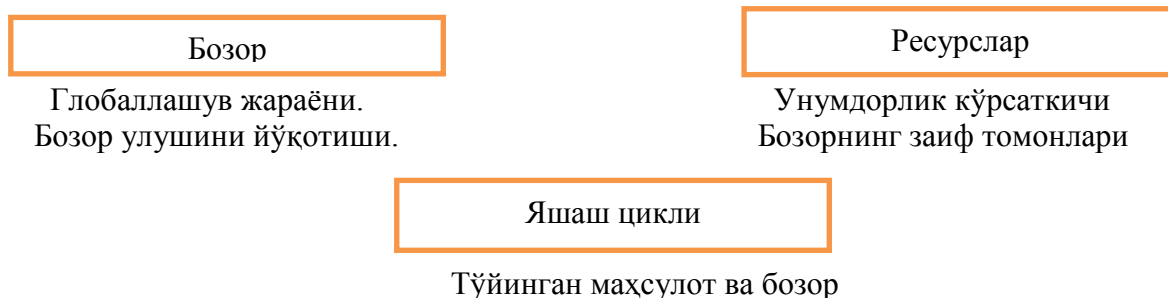 Бозор
Ресурслар
Глобаллашув жараёни.
Бозор улушини йўқотиши.
Унумдорлик кўрсаткичи
Бозорнинг заиф томонлари
Яшаш цикли
Тўйинган маҳсулот ва бозор